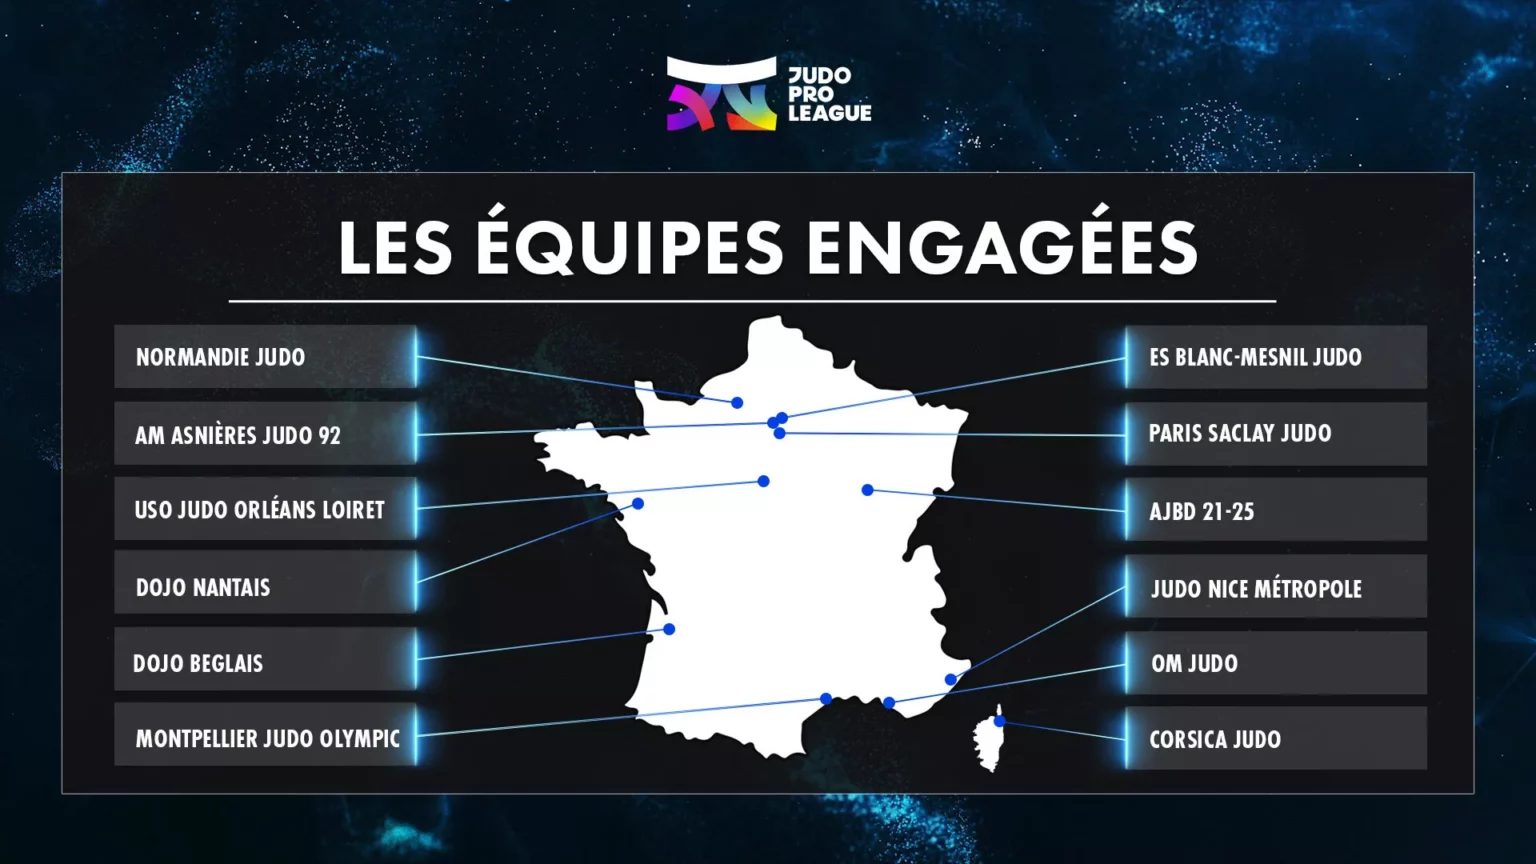 JUDO
PRO
LEAGUE
LES ÉQUIPES ENGAGÉES
NORMANDIE JUDO
AM ASNIÈRES JUDO 92
USO JUDO ORLÉANS LOIRET
DOJO NANTAIS
DOJO BEGLAIS
MONTPELLIER JUDO OLYMPIC
ES BLANC-MESNIL JUDO
PARIS SACLAY JUDO
AJBD 21-25
JUDO NICE MÉTROPOLE
OM JUDO
CORSICA JUDO